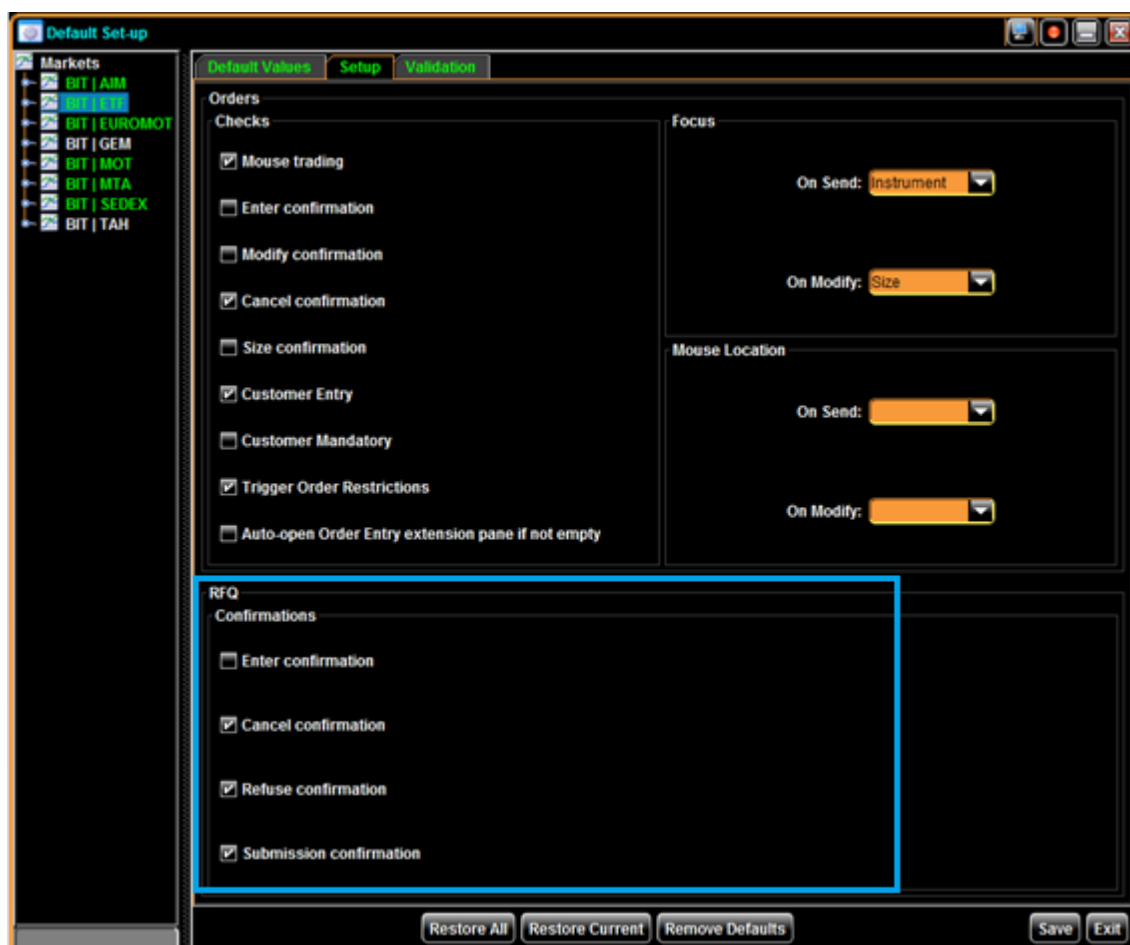 Default Set-up
Markets
BIT | AIM
BIT | ETF
BIT | EUROMOT
BIT | GEM
BIT | MOT
BIT | MTA
BIT | SEDEX
BIT | TAH
Default Values Setup Validation
Orders
Checks
Mouse trading
Enter confirmation
Modify confirmation
Cancel confirmation
Size confirmation
Customer Entry
Customer Mandatory
Trigger Order Restrictions
Auto-open Order Entry extension pane if not empty
Focus
On Send: Instrument
On Modify: Size
Mouse Location
On Send:
On Modify:
RFQ
Confirmations
Enter confirmation
Cancel confirmation
Refuse confirmation
Submission confirmation
Restore All Restore Current Remove Defaults Save Exit